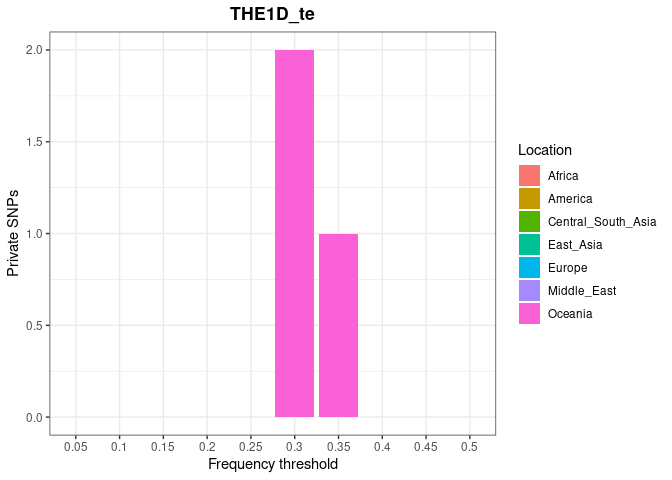 THE1D_te
Private SNPs
2.0
1.5
1.0
0.5
0.0
0.05 0.1 0.15 0.2 0.25 0.3 0.35 0.4 0.45 0.5
Frequency threshold
Location
Africa
America
Central_South_Asia
East_Asia
Europe
Middle_East
Oceania